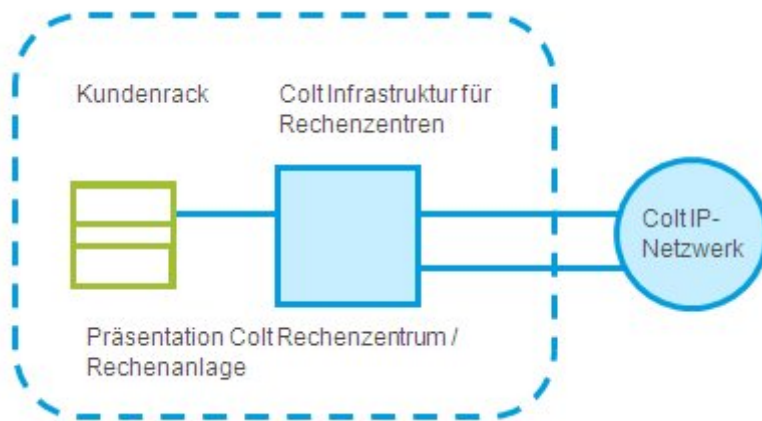 Kundenrack
Colt Infrastruktur für
Rechenzentren
Colt IP-
Netzwerk
Präsentation Colt Rechenzentrum /
Rechenanlage